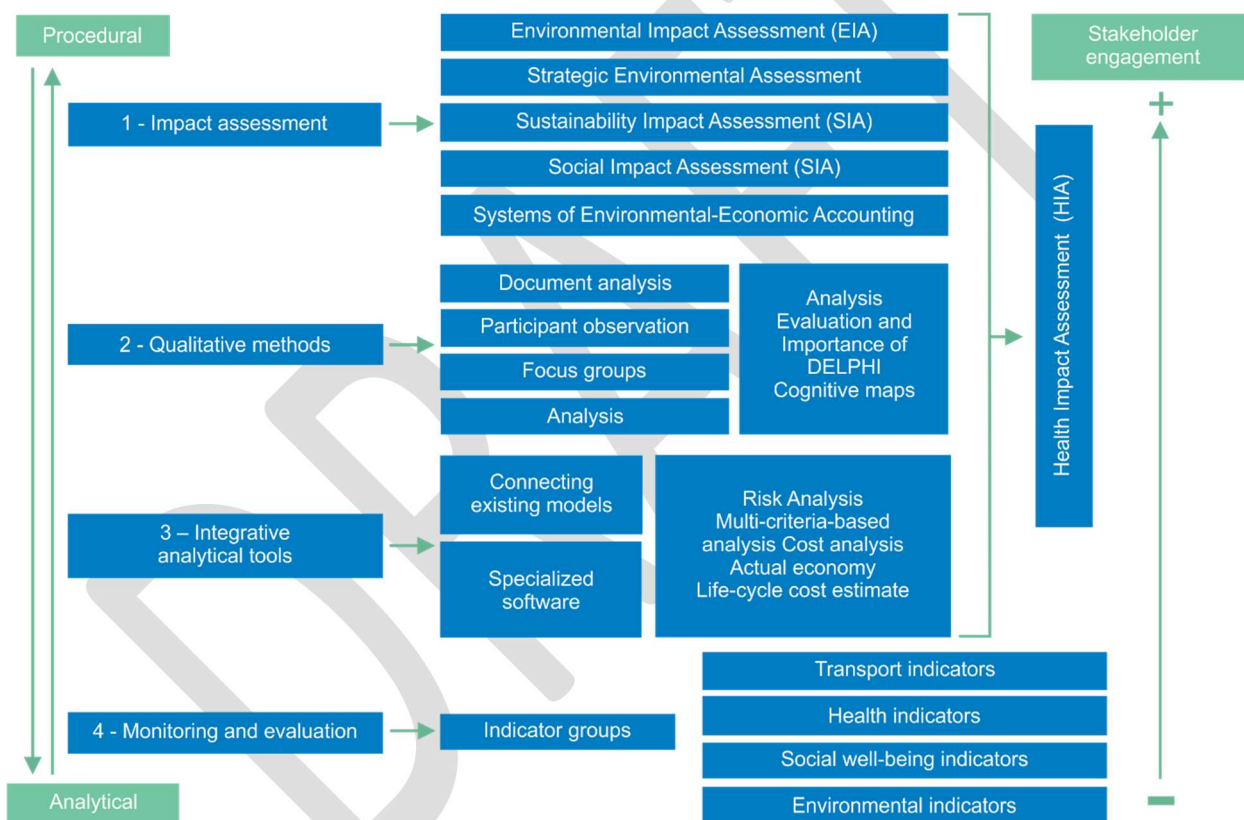 Procedural
Stakeholder
engagement
+
Environmental Impact Assessment (EIA)
Strategic Environmental Assessment
1 - Impact assessment
Sustainability Impact Assessment (SIA)
Social Impact Assessment (SIA)
Systems of Environmental-Economic Accounting
Health Impact Assessment (HIA)
2 - Qualitative methods
Document analysis
Participant observation
Focus groups
Analysis
Analysis
Evaluation and
Importance of
DELPHI
Cognitive maps
3 – Integrative
analytical tools
Connecting
existing models
Specialized
software
Risk Analysis
Multi-criteria-based
analysis Cost analysis
Actual economy
Life-cycle cost estimate
4 - Monitoring and evaluation
Indicator groups
Transport indicators
Health indicators
Social well-being indicators
Environmental indicators
Analytical
–
DRAFT